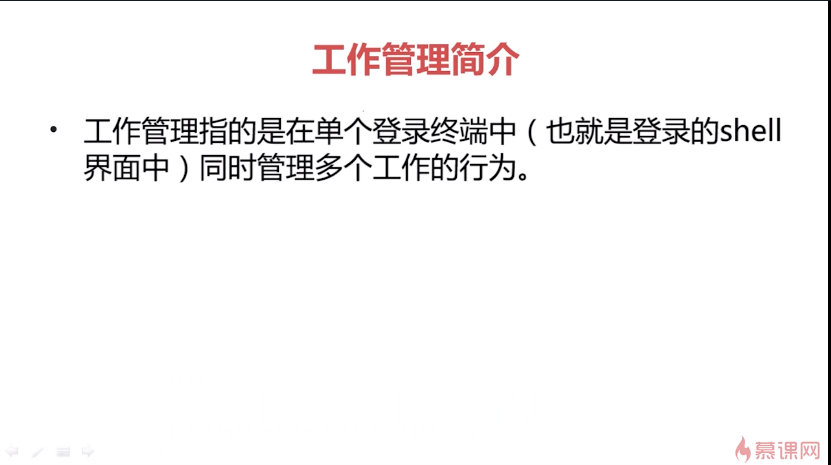 工作管理简介
• 工作管理指的是在单个登录终端中（也就是登录的shell
界面中）同时管理多个工作的行为。
慕课网